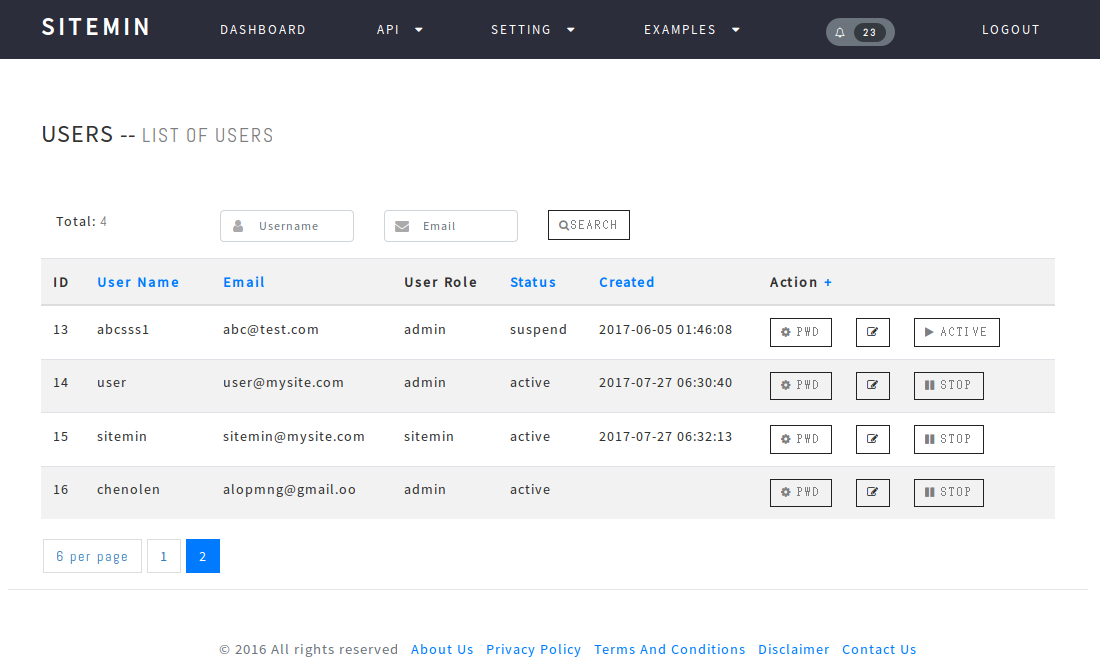 SITEMIN DASHBOARD API SETTING EXAMPLES 23 LOGOUT
USERS -- LIST OF USERS
Total: 4 Username Email SEARCH
ID User Name Email User Role Status Created Action +
13 abcsss1 abc@test.com admin suspend 2017-06-05 01:46:08 PWD ACTIVE
14 user user@mysite.com admin active 2017-07-27 06:30:40 PWD STOP
15 sitemin sitemin@mysite.com sitemin active 2017-07-27 06:32:13 PWD STOP
16 chenolen alopmng@gmail.oo admin active PWD STOP
6 per page 1 2
© 2016 All rights reserved About Us Privacy Policy Terms And Conditions Disclaimer Contact Us